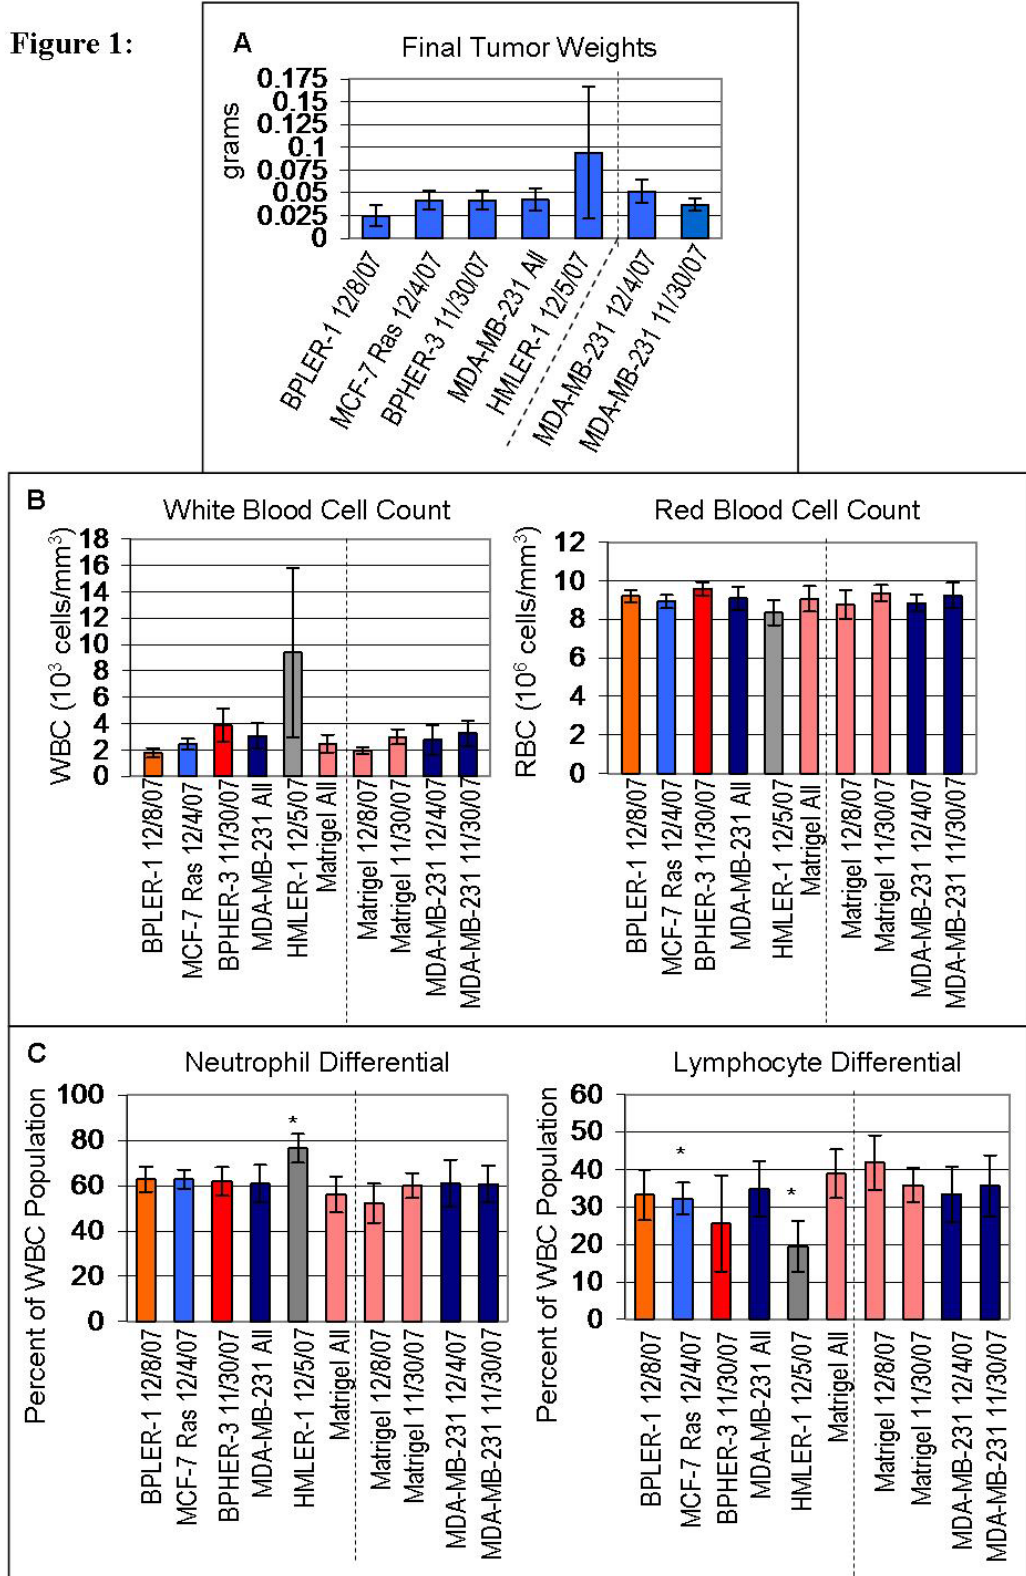 Figure 1:
A
Final Tumor Weights
grams
0.175
0.15
0.125
0.1
0.075
0.05
0.025
0
BPLER-1 12/8/07
MCF-7 Ras 12/4/07
BPHER-3 11/30/07
MDA-MB-231 All
HMLER-1 12/5/07
MDA-MB-231 12/4/07
MDA-MB-231 11/30/07
B
White Blood Cell Count
WBC (10³ cells/mm³)
18
16
14
12
10
8
6
4
2
0
BPLER-1 12/8/07
MCF-7 Ras 12/4/07
BPHER-3 11/30/07
MDA-MB-231 All
HMLER-1 12/5/07
Matrigel All
Matrigel 12/8/07
Matrigel 11/30/07
MDA-MB-231 12/4/07
MDA-MB-231 11/30/07
Red Blood Cell Count
RBC (10⁶ cells/mm³)
12
10
8
6
4
2
0
BPLER-1 12/8/07
MCF-7 Ras 12/4/07
BPHER-3 11/30/07
MDA-MB-231 All
HMLER-1 12/5/07
Matrigel All
Matrigel 12/8/07
Matrigel 11/30/07
MDA-MB-231 12/4/07
MDA-MB-231 11/30/07
C
Neutrophil Differential
Percent of WBC Population
100
80
60
40
20
0
*
BPLER-1 12/8/07
MCF-7 Ras 12/4/07
BPHER-3 11/30/07
MDA-MB-231 All
HMLER-1 12/5/07
Matrigel All
Matrigel 12/8/07
Matrigel 11/30/07
MDA-MB-231 12/4/07
MDA-MB-231 11/30/07
Lymphocyte Differential
Percent of WBC Population
60
50
40
30
20
10
0
*
*
BPLER-1 12/8/07
MCF-7 Ras 12/4/07
BPHER-3 11/30/07
MDA-MB-231 All
HMLER-1 12/5/07
Matrigel All
Matrigel 12/8/07
Matrigel 11/30/07
MDA-MB-231 12/4/07
MDA-MB-231 11/30/07